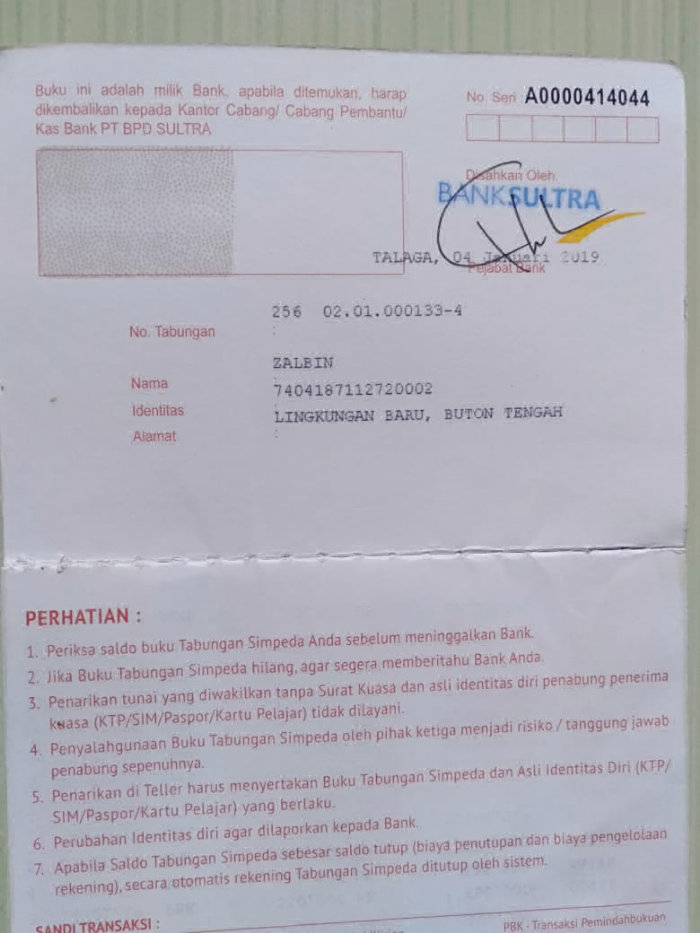 Buku ini adalah milik Bank, apabila ditemukan, harap
dikembalikan kepada Kantor Cabang/ Cabang Pembantu/
Kas Bank PT BPD SULTRA
No. Seri A0000414044
Disahkan Oleh:
BANKSULTRA
TALAGA, 04 Januari 2019
Pejabat Bank
256 02.01.000133-4
No. Tabungan :
ZALBIN
Nama : 7404187112720002
Identitas : LINGKUNGAN BARU, BUTON TENGAH
Alamat :
PERHATIAN :
1. Periksa saldo buku Tabungan Simpeda Anda sebelum meninggalkan Bank.
2. Jika Buku Tabungan Simpeda hilang, agar segera memberitahu Bank Anda.
3. Penarikan tunai yang diwakilkan tanpa Surat Kuasa dan asli identitas diri penabung penerima
kuasa (KTP/SIM/Paspor/Kartu Pelajar) tidak dilayani.
4. Penyalahgunaan Buku Tabungan Simpeda oleh pihak ketiga menjadi risiko / tanggung jawab
penabung sepenuhnya.
5. Penarikan di Teller harus menyertakan Buku Tabungan Simpeda dan Asli Identitas Diri (KTP/
SIM/Paspor/Kartu Pelajar) yang berlaku.
6. Perubahan Identitas diri agar dilaporkan kepada Bank.
7. Apabila Saldo Tabungan Simpeda sebesar saldo tutup (biaya penutupan dan biaya pengelolaan
rekening), secara otomatis rekening Tabungan Simpeda ditutup oleh sistem.
SANDI TRANSAKSI :
PBK - Transaksi Pemindahbukuan